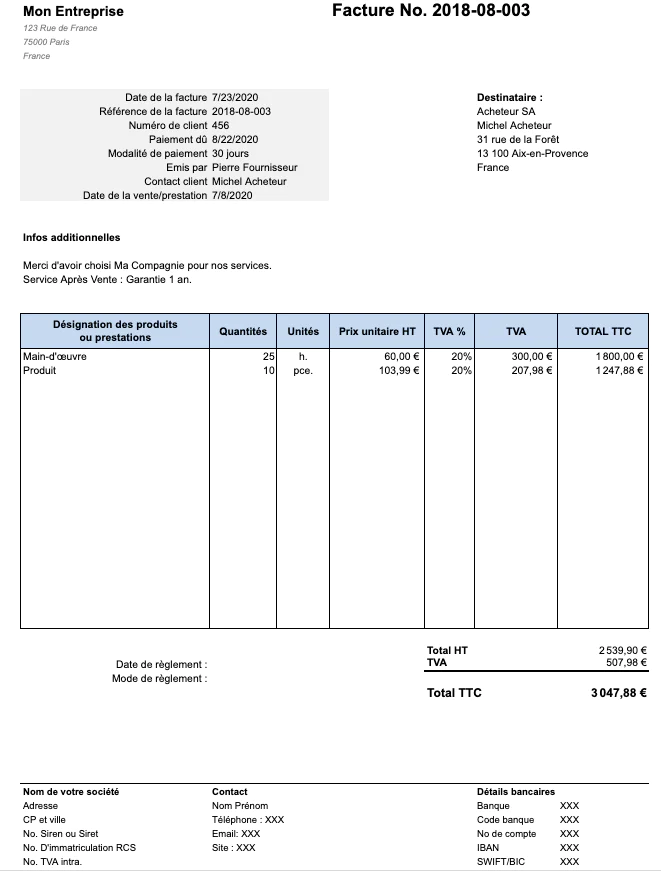 Mon Entreprise
Facture No. 2018-08-003
123 Rue de France
75000 Paris
France
Date de la facture 7/23/2020
Référence de la facture 2018-08-003
Numéro de client 456
Paiement dû 8/22/2020
Modalité de paiement 30 jours
Emis par Pierre Fournisseur
Contact client Michel Acheteur
Date de la vente/prestation 7/8/2020
Destinataire :
Acheteur SA
Michel Acheteur
31 rue de la Forêt
13 100 Aix-en-Provence
France
Infos additionnelles
Merci d'avoir choisi Ma Compagnie pour nos services.
Service Après Vente : Garantie 1 an.
Désignation des produits
ou prestations
Quantités Unités Prix unitaire HT TVA % TVA TOTAL TTC
Main-d'œuvre 25 h. 60,00 € 20% 300,00 € 1 800,00 €
Produit 10 pce. 103,99 € 20% 207,98 € 1 247,88 €
Total HT 2 539,90 €
TVA 507,98 €
Total TTC 3 047,88 €
Date de règlement :
Mode de règlement :
Nom de votre société
Adresse
CP et ville
No. Siren ou Siret
No. D'immatriculation RCS
No. TVA intra.
Contact
Nom Prénom
Téléphone : XXX
Email: XXX
Site : XXX
Détails bancaires
Banque XXX
Code banque XXX
No de compte XXX
IBAN XXX
SWIFT/BIC XXX